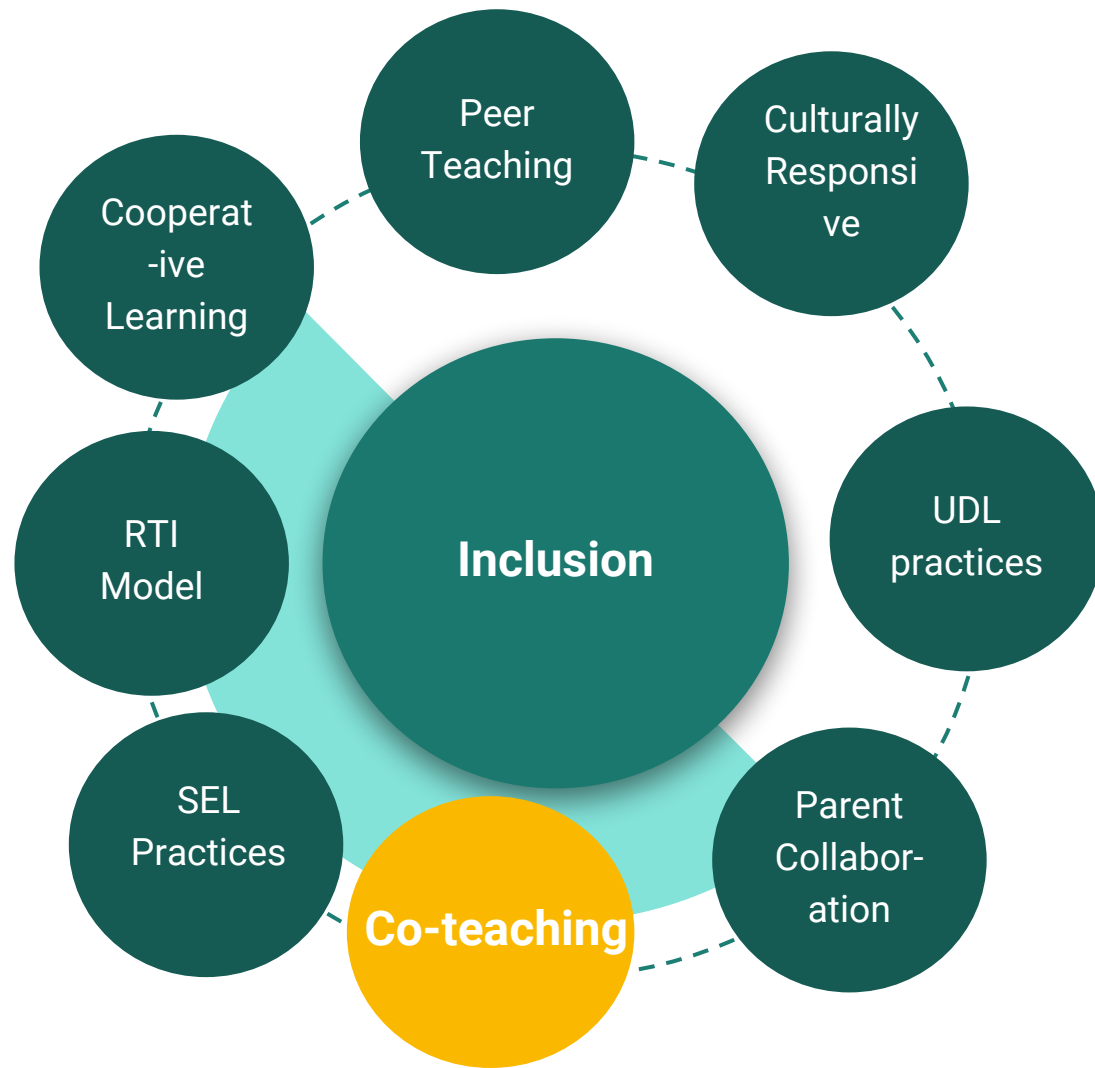 Peer
Teaching
Culturally
Responsi
ve
Cooperat
-ive
Learning
Inclusion
UDL
practices
RTI
Model
SEL
Practices
Parent
Collabor-
ation
Co-teaching